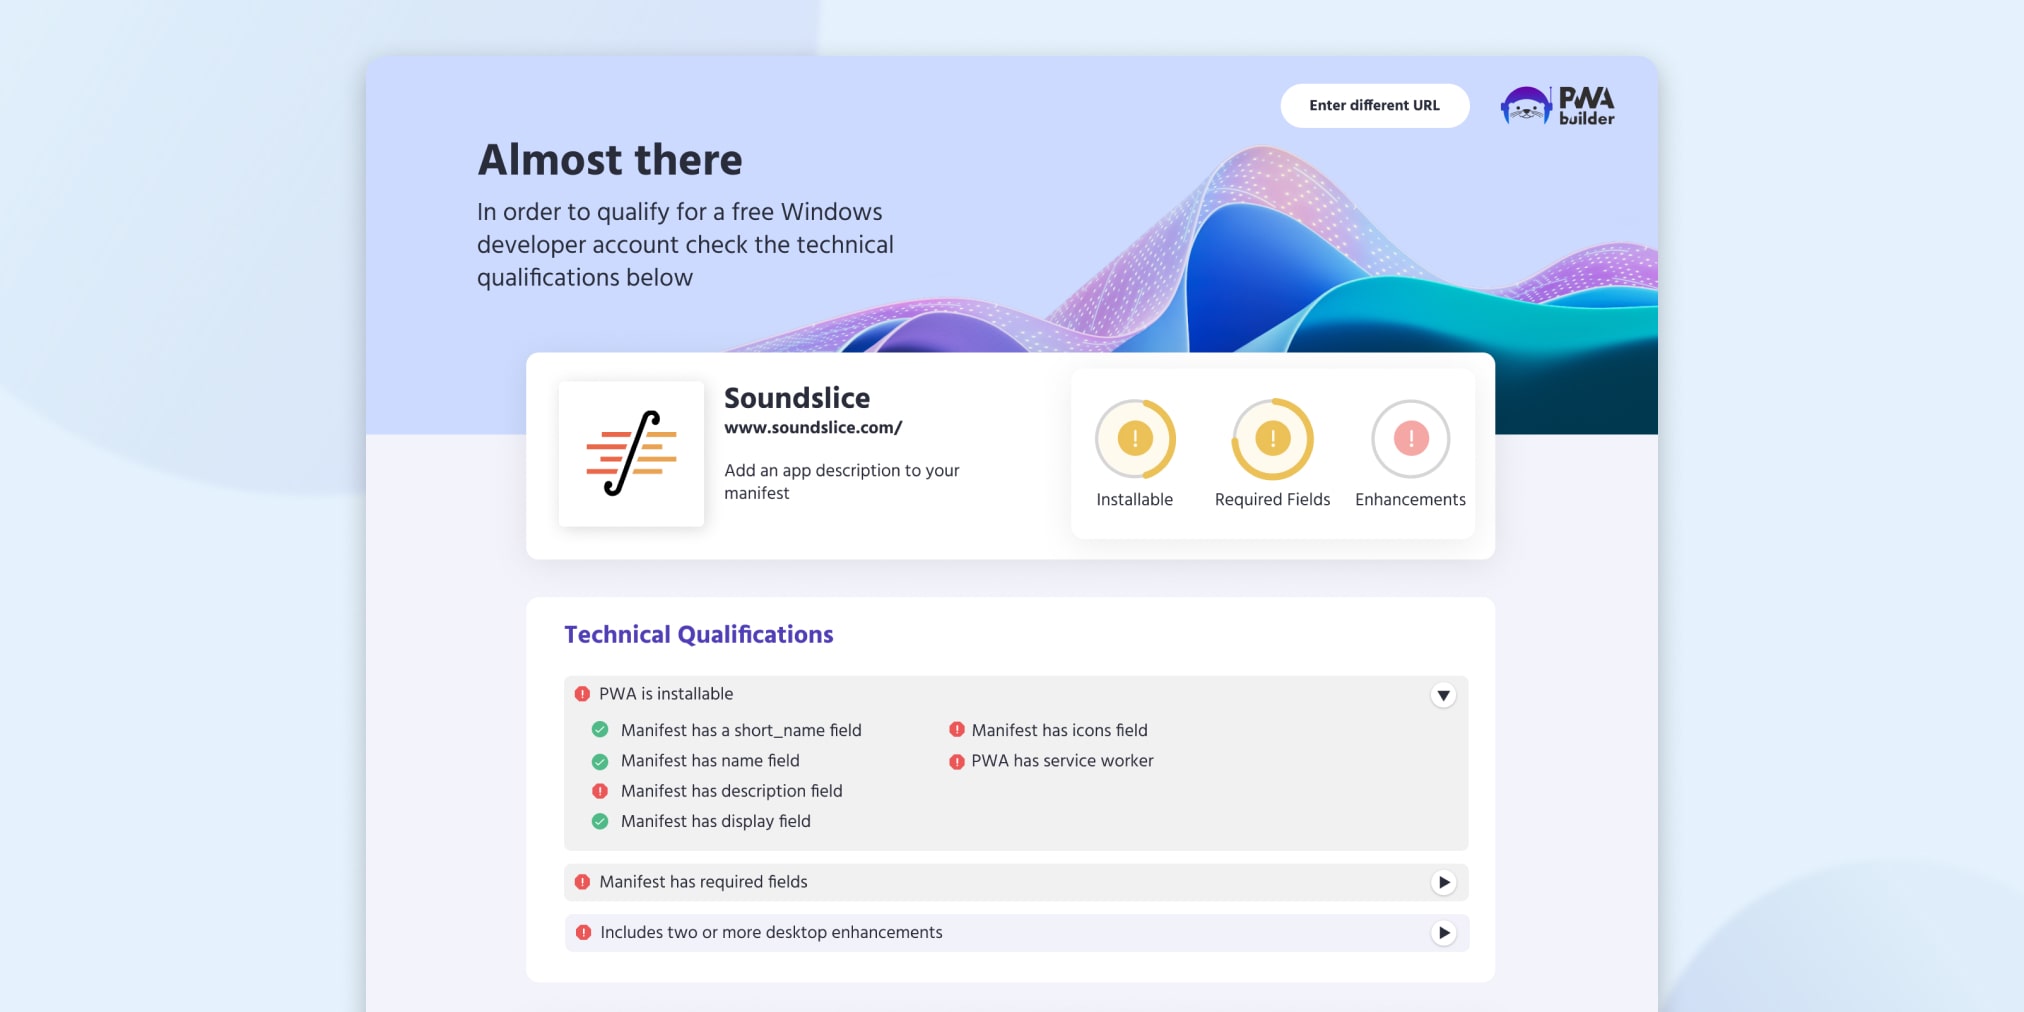 Enter different URL
PWA
builder
Almost there
In order to qualify for a free Windows
developer account check the technical
qualifications below
Soundslice
www.soundslice.com/
Add an app description to your
manifest
Installable
Required Fields
Enhancements
Technical Qualifications
PWA is installable
Manifest has a short_name field
Manifest has name field
Manifest has description field
Manifest has display field
Manifest has icons field
PWA has service worker
Manifest has required fields
Includes two or more desktop enhancements